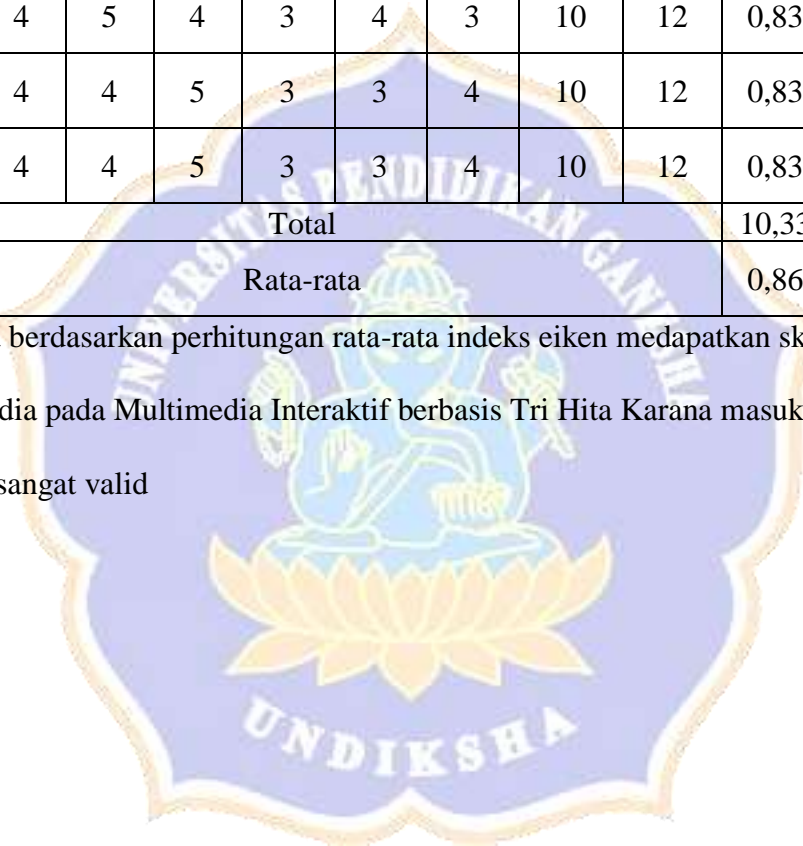 4 5 4 3 4 3 10 12 0,83
4 4 5 3 3 4 10 12 0,83
4 4 5 3 3 4 10 12 0,83
Total 10,33
Rata-rata 0,86
berdasarkan perhitungan rata-rata indeks eiken medapatkan sk
dia pada Multimedia Interaktif berbasis Tri Hita Karana masuk
sangat valid
UNIVERSITAS PENDIDIKAN GANESHA
UNDIKSHA